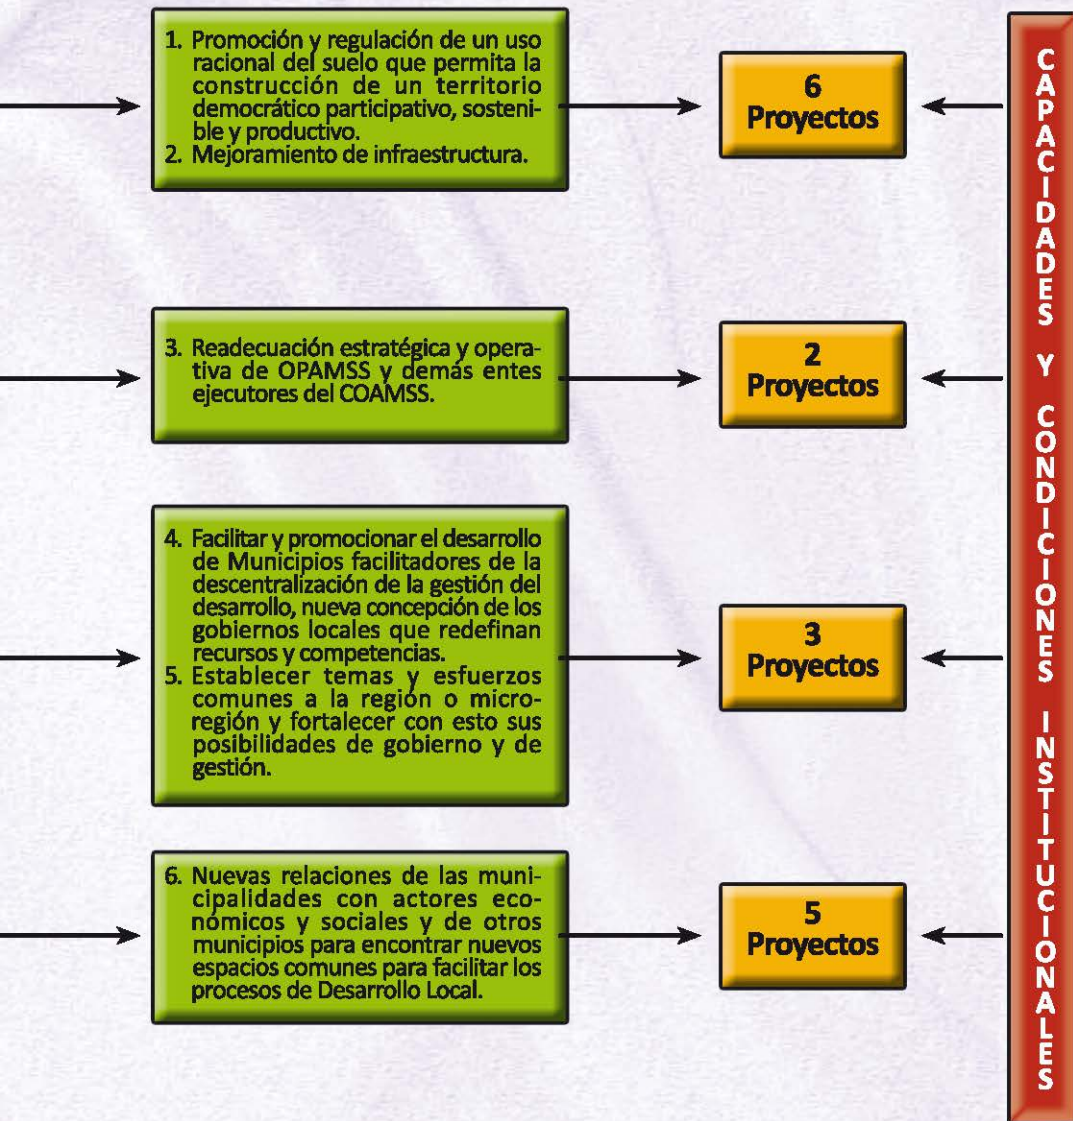 1. Promoción y regulación de un uso
racional del suelo que permita la
construcción de un territorio
democrático participativo, sosteni-
ble y productivo.
2. Mejoramiento de infraestructura.
6
Proyectos
3. Readecuación estratégica y opera-
tiva de OPAMSS y demás entes
ejecutores del COAMSS.
2
Proyectos
4. Facilitar y promocionar el desarrollo
de Municipios facilitadores de la
descentralización de la gestión del
desarrollo, nueva concepción de los
gobiernos locales que redefinan
recursos y competencias.
5. Establecer temas y esfuerzos
comunes a la región o micro-
región y fortalecer con esto sus
posibilidades de gobierno y de
gestión.
3
Proyectos
6. Nuevas relaciones de las muni-
cipalidades con actores eco-
nómicos y sociales y de otros
municipios para encontrar nuevos
espacios comunes para facilitar los
procesos de Desarrollo Local.
5
Proyectos
CAPACIDADES Y CONDICIONES INSTITUCIONALES